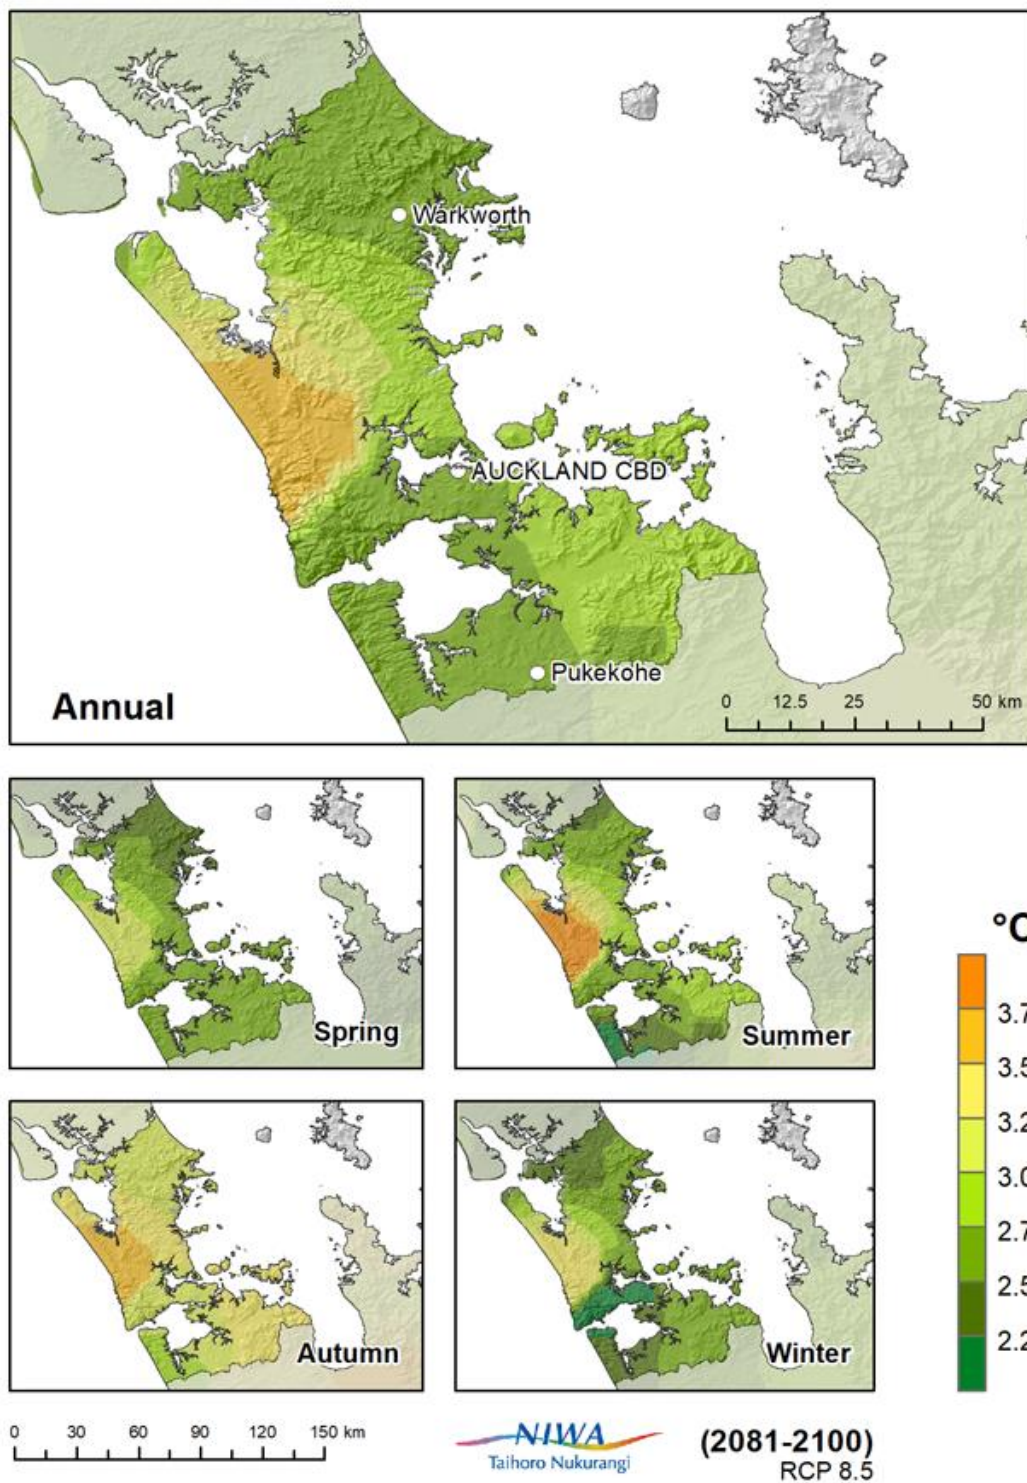 Warkworth
AUCKLAND CBD
Pukekohe
Annual
0 12.5 25 50 km
Spring
Summer
°C
3.7
3.5
3.2
3.0
2.7
2.5
2.2
Autumn
Winter
0 30 60 90 120 150 km
NIWA
Taihoro Nukurangi
(2081-2100)
RCP 8.5